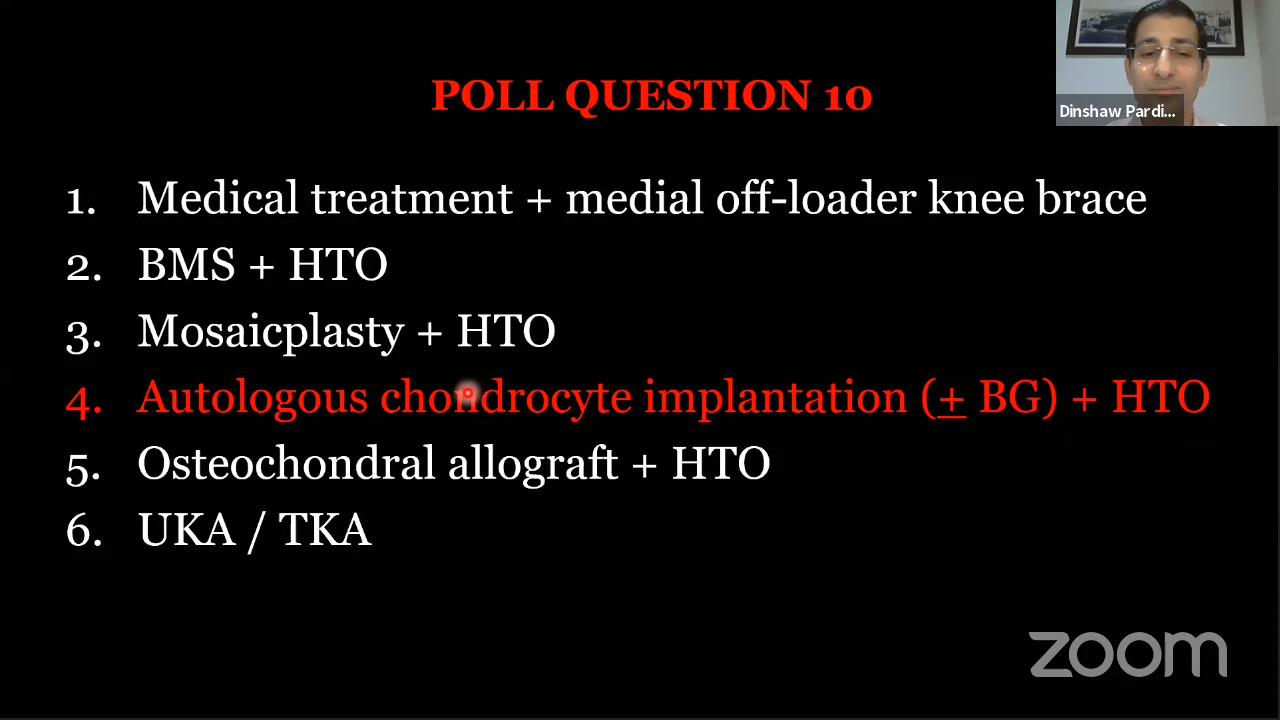 POLL QUESTION 10
Dinshaw Pardi...
1. Medical treatment + medial off-loader knee brace
2. BMS + HTO
3. Mosaicplasty + HTO
4. Autologous chondrocyte implantation (± BG) + HTO
5. Osteochondral allograft + HTO
6. UKA / TKA
zoom